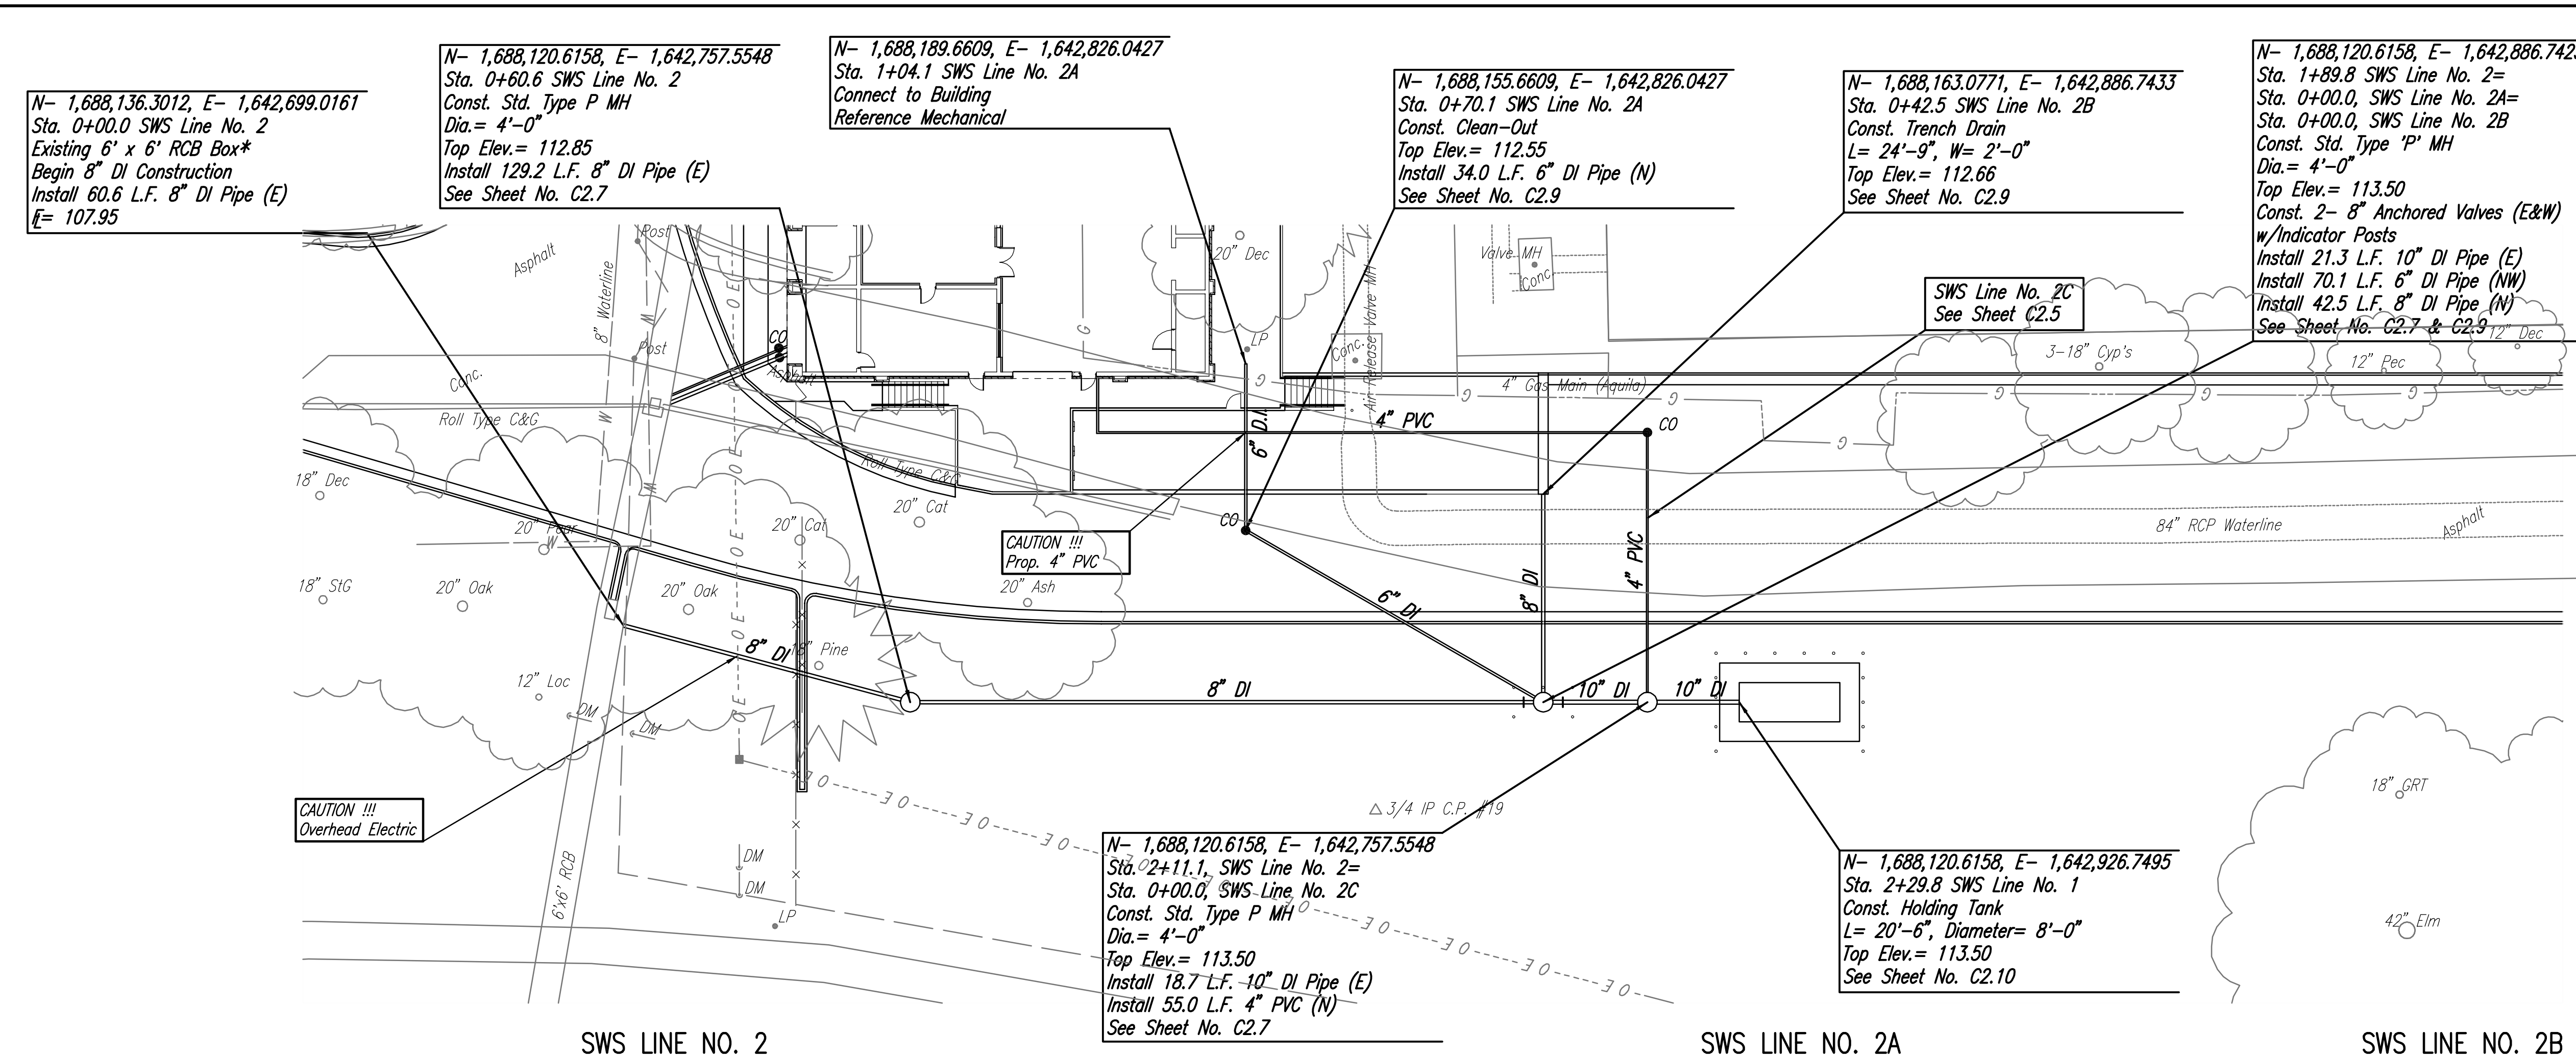 N- 1,688,136.3012, E- 1,642,699.0161
Sta. 0+00.0 SWS Line No. 2
Existing 6' x 6' RCB Box*
Begin 8" DI Construction
Install 60.6 L.F. 8" DI Pipe (E)
= 107.95
N- 1,688,120.6158, E- 1,642,757.5548
Sta. 0+60.6 SWS Line No. 2
Const. Std. Type P MH
Dia.= 4'-0"
Top Elev.= 112.85
Install 129.2 L.F. 8" DI Pipe (E)
See Sheet No. C2.7
N- 1,688,189.6609, E- 1,642,826.0427
Sta. 1+04.1 SWS Line No. 2A
Connect to Building
Reference Mechanical
N- 1,688,155.6609, E- 1,642,826.0427
Sta. 0+70.1 SWS Line No. 2A
Const. Clean-Out
Top Elev.= 112.55
Install 34.0 L.F. 6" DI Pipe (N)
See Sheet No. C2.9
N- 1,688,163.0771, E- 1,642,886.7433
Sta. 0+42.5 SWS Line No. 2B
Const. Trench Drain
L= 24'-9", W= 2'-0"
Top Elev.= 112.66
See Sheet No. C2.9
N- 1,688,120.6158, E- 1,642,886.742
Sta. 1+89.8 SWS Line No. 2=
Sta. 0+00.0, SWS Line No. 2A=
Sta. 0+00.0, SWS Line No. 2B
Const. Std. Type 'P' MH
Dia.= 4'-0"
Top Elev.= 113.50
Const. 2- 8" Anchored Valves (E&W)
w/Indicator Posts
Install 21.3 L.F. 10" DI Pipe (E)
Install 70.1 L.F. 6" DI Pipe (NW)
Install 42.5 L.F. 8" DI Pipe (N)
See Sheet No. C2.7 & C2.9
SWS Line No. 2C
See Sheet C2.5
Asphalt
8" Waterline
Post
Post
W
W
W
W
W
O E
O E
O E
O E
O E
O E
CO
Asphalt
Conc.
Roll Type C&G
Roll Type C&G
20" Dec
LP
G
G
Conc.
Air Release Valve MH
Valve MH
Conc
4" Gas Main (Aquila)
G
G
G
G
G
G
3-18" Cyp's
12" Pec
12" Dec
4" PVC
CO
6" D.I.
CO
18" Dec
20" Pear
20" Cat
20" Cat
CAUTION !!!
Prop. 4" PVC
84" RCP Waterline
Asphalt
18" StG
20" Oak
20" Oak
20" Ash
6" DI
8" DI
4" PVC
8" DI
18" Pine
12" Loc
DM
DM
8" DI
10" DI
10" DI
CAUTION !!!
Overhead Electric
O E
O E
O E
O E
O E
O E
O E
O E
O E
O E
O E
3/4 IP C.P. #19
18" GRT
42" Elm
DM
DM
LP
6'x6' RCB
N- 1,688,120.6158, E- 1,642,757.5548
Sta. 2+11.1, SWS Line No. 2=
Sta. 0+00.0, SWS Line No. 2C
Const. Std. Type P MH
Dia.= 4'-0"
Top Elev.= 113.50
Install 18.7 L.F. 10" DI Pipe (E)
Install 55.0 L.F. 4" PVC (N)
See Sheet No. C2.7
N- 1,688,120.6158, E- 1,642,926.7495
Sta. 2+29.8 SWS Line No. 1
Const. Holding Tank
L= 20'-6", Diameter= 8'-0"
Top Elev.= 113.50
See Sheet No. C2.10
SWS LINE NO. 2
SWS LINE NO. 2A
SWS LINE NO. 2B